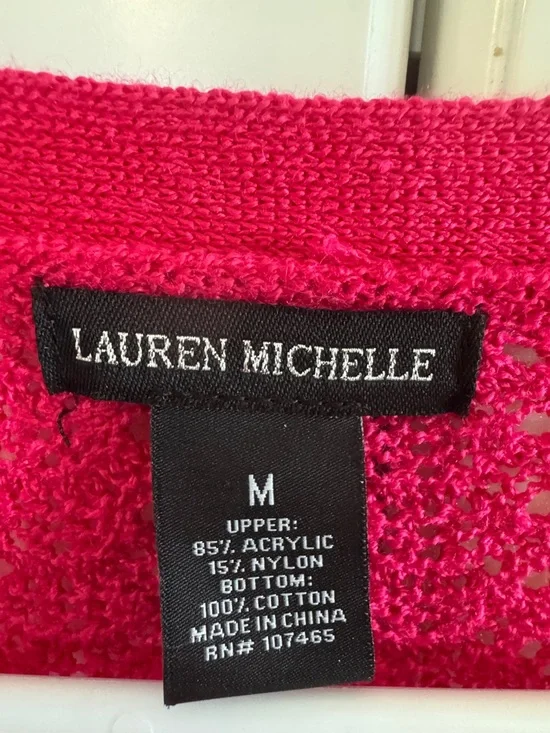 LAUREN MICHELLE
M
UPPER:
85% ACRYLIC
15% NYLON
BOTTOM:
100% COTTON
MADE IN CHINA
RN# 107465